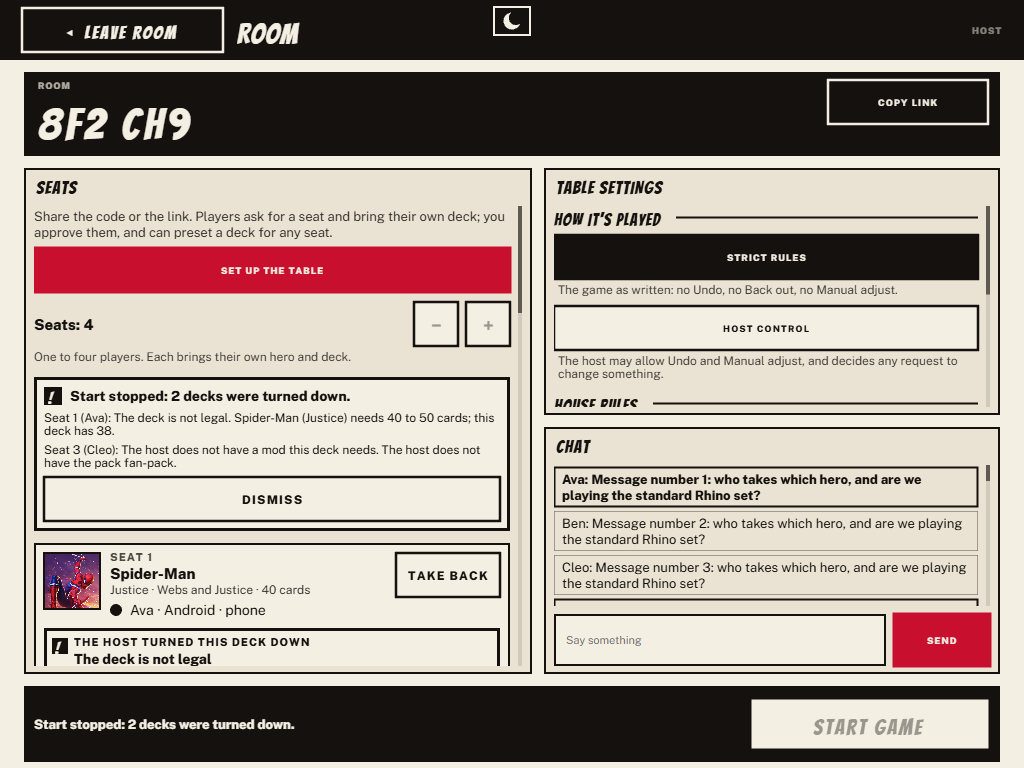 ◂ LEAVE ROOM
ROOM
HOST
ROOM
8F2 CH9
COPY LINK
SEATS
Share the code or the link. Players ask for a seat and bring their own deck; you
approve them, and can preset a deck for any seat.
SET UP THE TABLE
Seats: 4
−
+
One to four players. Each brings their own hero and deck.
! Start stopped: 2 decks were turned down.
Seat 1 (Ava): The deck is not legal. Spider-Man (Justice) needs 40 to 50 cards; this
deck has 38.
Seat 3 (Cleo): The host does not have a mod this deck needs. The host does not
have the pack fan-pack.
DISMISS
SEAT 1
Spider-Man
Justice · Webs and Justice · 40 cards
Ava · Android · phone
TAKE BACK
! THE HOST TURNED THIS DECK DOWN
The deck is not legal
TABLE SETTINGS
HOW IT'S PLAYED
STRICT RULES
The game as written: no Undo, no Back out, no Manual adjust.
HOST CONTROL
The host may allow Undo and Manual adjust, and decides any request to
change something.
HOUSE RULES
CHAT
Ava: Message number 1: who takes which hero, and are we
playing the standard Rhino set?
Ben: Message number 2: who takes which hero, and are we playing
the standard Rhino set?
Cleo: Message number 3: who takes which hero, and are we playing
the standard Rhino set?
Say something
SEND
Start stopped: 2 decks were turned down.
START GAME